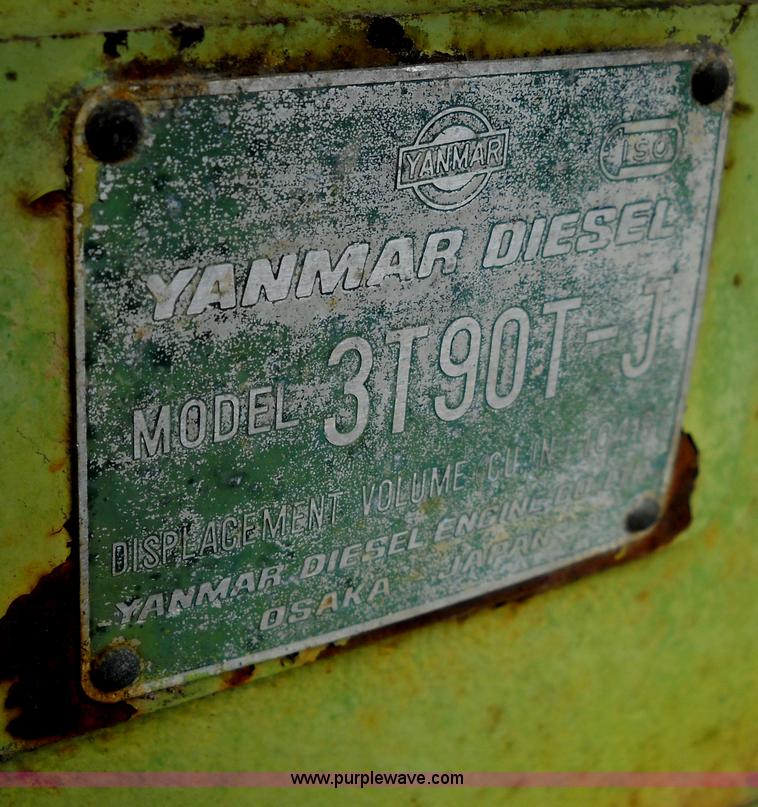 YANMAR
ISO
YANMAR DIESEL
MODEL 3T90T-J
DISPLACEMENT VOLUME CU.IN.
YANMAR DIESEL ENGINE CO.
OSAKA JAPAN
www.purplewave.com